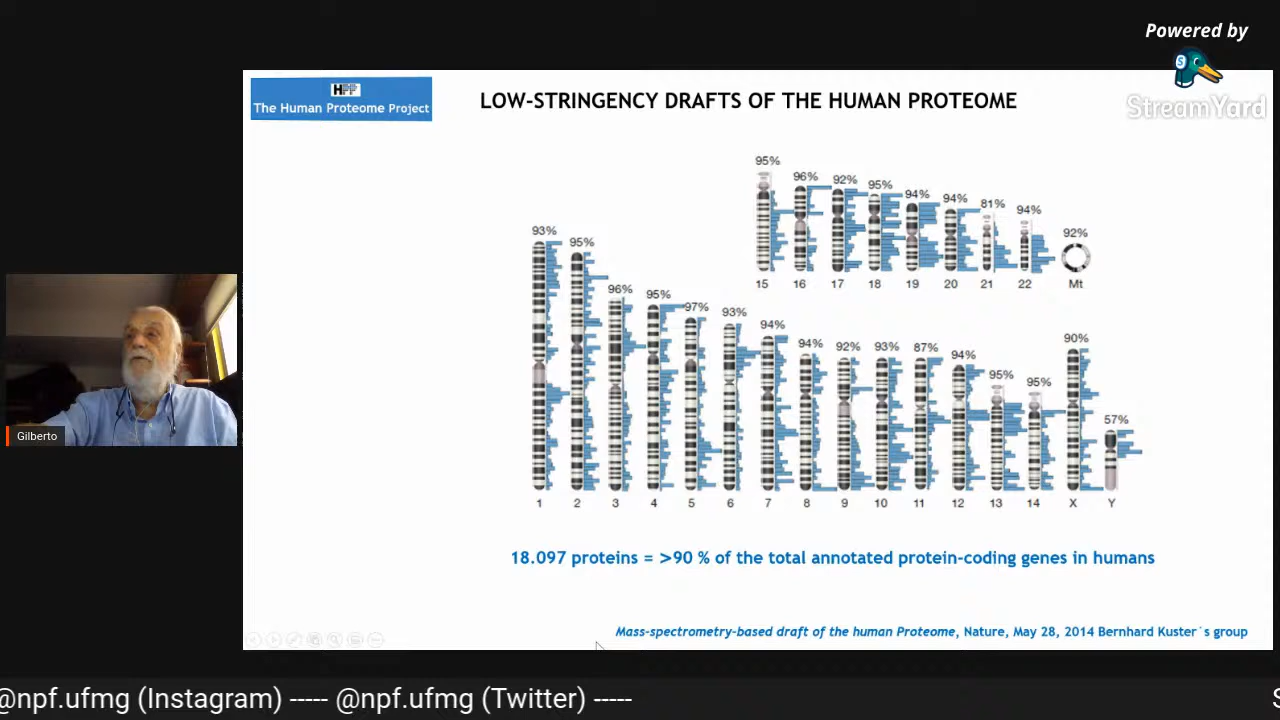 Powered by
S
StreamYard
HPP
The Human Proteome Project
LOW-STRINGENCY DRAFTS OF THE HUMAN PROTEOME
95% 96% 92% 95% 94% 94% 81% 94% 92%
15 16 17 18 19 20 21 22 Mt
93% 95% 96% 95% 97% 93% 94% 94% 92% 93% 87% 94% 95% 95% 90% 57%
1 2 3 4 5 6 7 8 9 10 11 12 13 14 X Y
18.097 proteins = >90 % of the total annotated protein-coding genes in humans
Mass-spectrometry-based draft of the human Proteome, Nature, May 28, 2014 Bernhard Kuster´s group
Gilberto
@npf.ufmg (Instagram) ----- @npf.ufmg (Twitter) ----- S